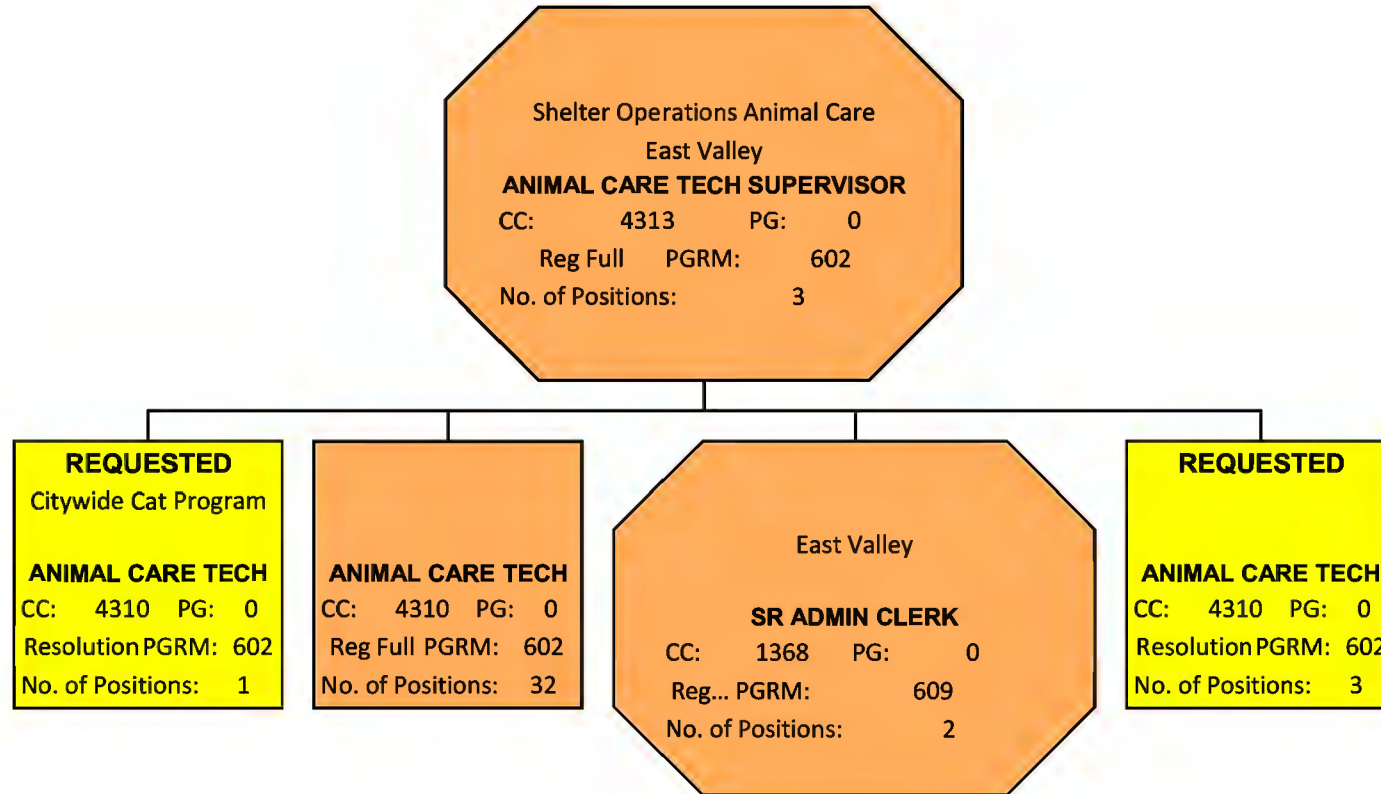 Shelter Operations Animal Care
East Valley
ANIMAL CARE TECH SUPERVISOR
CC: 4313 PG: 0
Reg Full PGRM: 602
No. of Positions: 3
REQUESTED
Citywide Cat Program
ANIMAL CARE TECH
CC: 4310 PG: 0
Resolution PGRM: 602
No. of Positions: 1
ANIMAL CARE TECH
CC: 4310 PG: 0
Reg Full PGRM: 602
No. of Positions: 32
East Valley
SR ADMIN CLERK
CC: 1368 PG: 0
Reg... PGRM: 609
No. of Positions: 2
REQUESTED
ANIMAL CARE TECH
CC: 4310 PG: 0
Resolution PGRM: 602
No. of Positions: 3